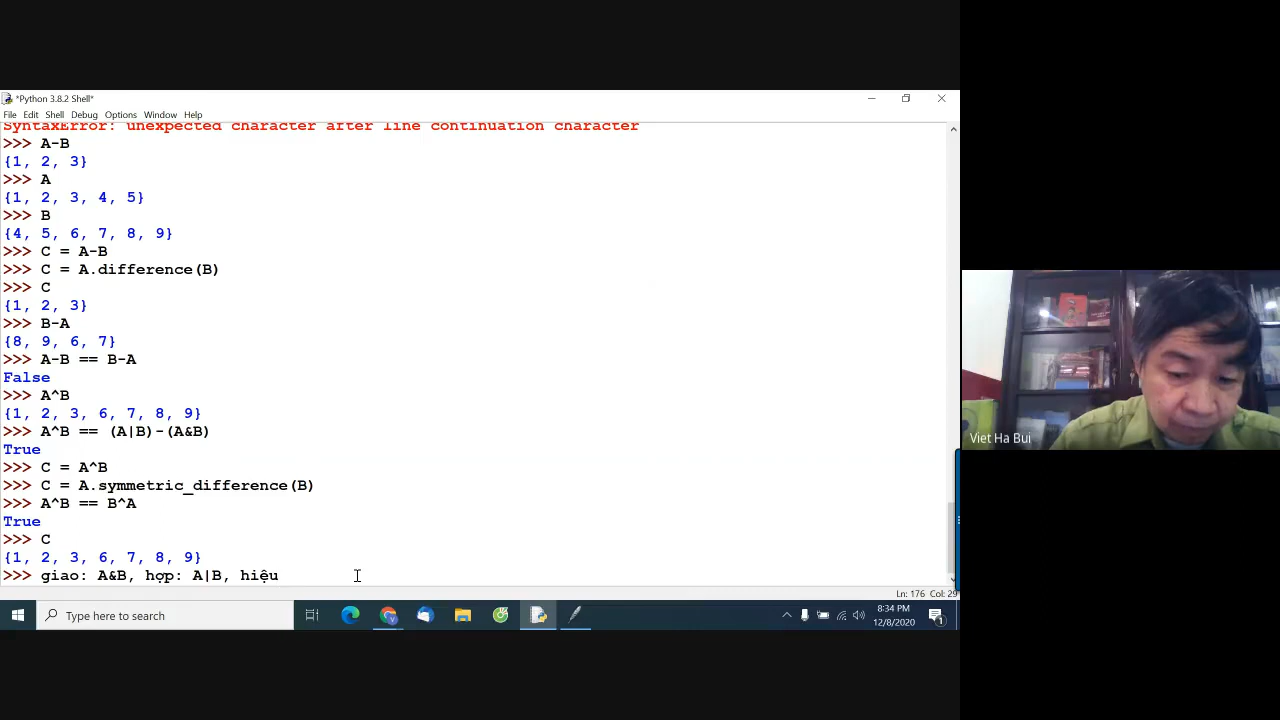 *Python 3.8.2 Shell*
File Edit Shell Debug Options Window Help
SyntaxError: unexpected character after line continuation character
>>> A-B
{1, 2, 3}
>>> A
{1, 2, 3, 4, 5}
>>> B
{4, 5, 6, 7, 8, 9}
>>> C = A-B
>>> C = A.difference(B)
>>> C
{1, 2, 3}
>>> B-A
{8, 9, 6, 7}
>>> A-B == B-A
False
>>> A^B
{1, 2, 3, 6, 7, 8, 9}
>>> A^B == (A|B)-(A&B)
True
>>> C = A^B
>>> C = A.symmetric_difference(B)
>>> A^B == B^A
True
>>> C
{1, 2, 3, 6, 7, 8, 9}
>>> giao: A&B, hợp: A|B, hiệu
Ln: 176 Col: 29
Type here to search
8:34 PM
12/8/2020
1
Viet Ha Bui